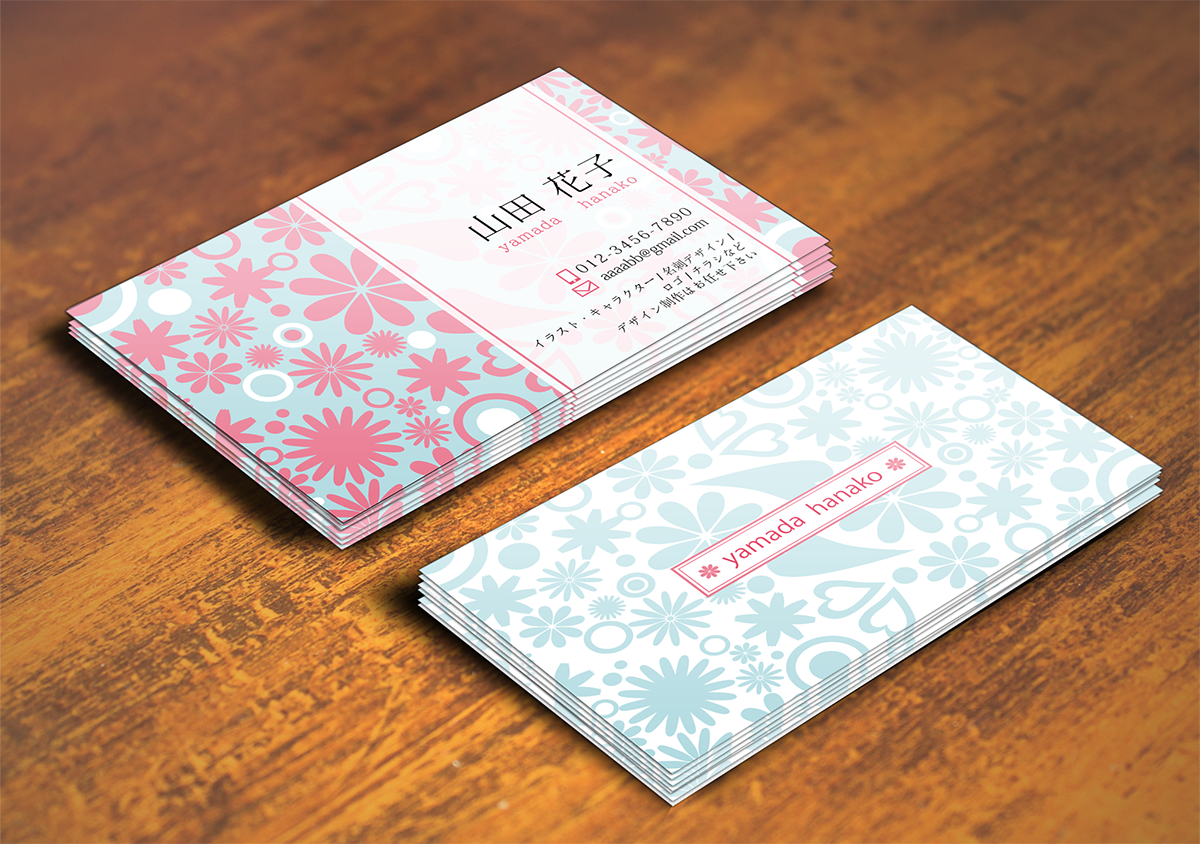 山田 花子
yamada hanako
012-3456-7890
aaaabb@gmail.com
イラスト・キャラクター / 名刺デザイン /
ロゴ / チラシなど
デザイン制作はお任せ下さい
yamada hanako